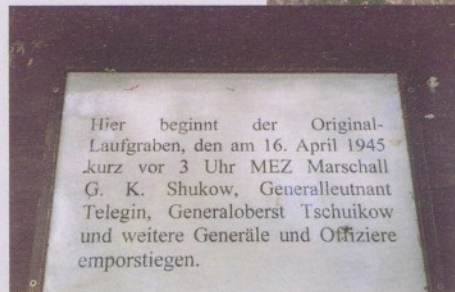 Hier beginnt der Original-
Laufgraben, den am 16. April 1945
kurz vor 3 Uhr MEZ Marschall
G. K. Shukow, Generalleutnant
Telegin, Generaloberst Tschuikow
und weitere Generäle und Offiziere
emporstiegen.